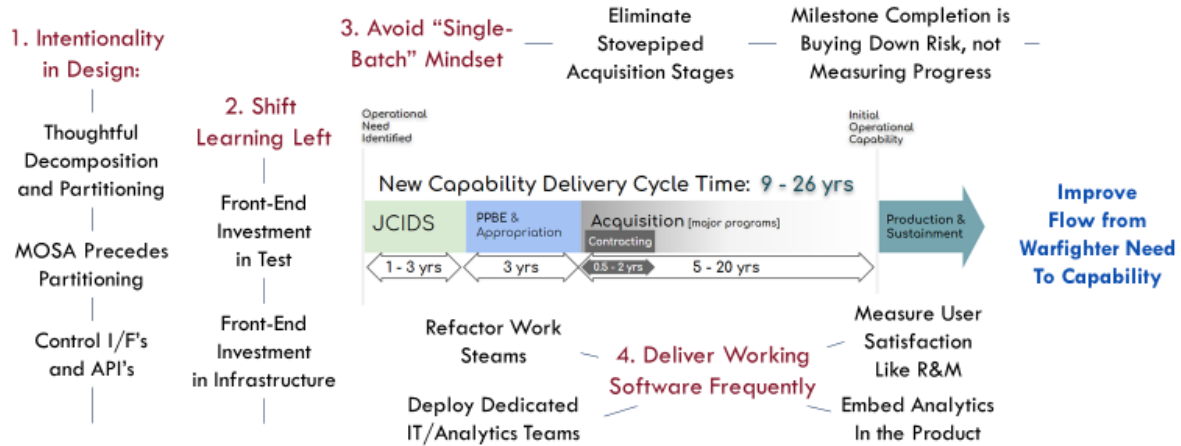 1. Intentionality
in Design:
Thoughtful
Decomposition
and Partitioning
MOSA Precedes
Partitioning
Control I/F's
and API's
2. Shift
Learning Left
Front-End
Investment
in Test
Front-End
Investment
in Infrastructure
3. Avoid “Single-
Batch” Mindset
Eliminate
Stovepiped
Acquisition Stages
Milestone Completion is
Buying Down Risk, not
Measuring Progress
Operational
Need
Identified
Initial
Operational
Capability
New Capability Delivery Cycle Time: 9 - 26 yrs
JCIDS
PPBE &
Appropriation
Acquisition [major programs]
Contracting
Production &
Sustainment
1 - 3 yrs
3 yrs
0.5 - 2 yrs
5 - 20 yrs
Improve
Flow from
Warfighter Need
To Capability
4. Deliver Working
Software Frequently
Refactor Work
Steams
Deploy Dedicated
IT/Analytics Teams
Measure User
Satisfaction
Like R&M
Embed Analytics
In the Product